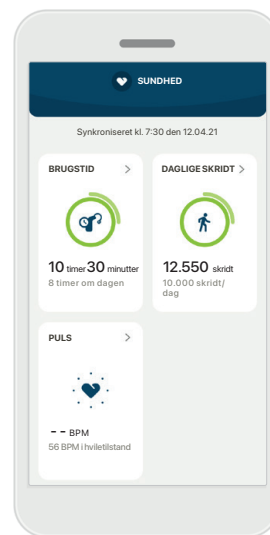 SUNDHED
Synkroniseret kl. 7:30 den 12.04.21
BRUGSTID
10 timer 30 minutter
8 timer om dagen
DAGLIGE SKRIDT
12.550 skridt
10.000 skridt/
dag
PULS
-- BPM
56 BPM i hviletilstand